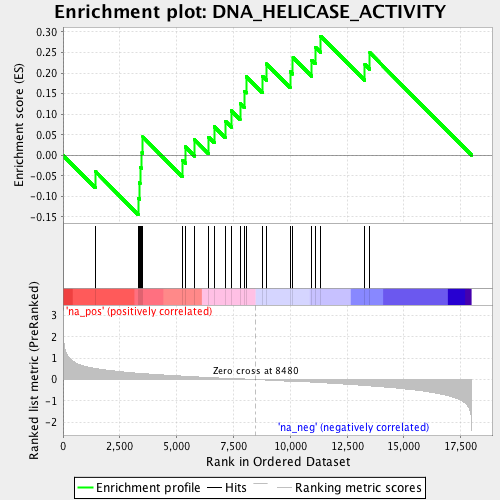 Enrichment plot: DNA_HELICASE_ACTIVITY
Enrichment score (ES)
0.30
0.25
0.20
0.15
0.10
0.05
0.00
-0.05
-0.10
-0.15
Ranked list metric (PreRanked)
'na_pos' (positively correlated)
3
2
1
0
-1
-2
Zero cross at 8480
'na_neg' (negatively correlated)
0 2,500 5,000 7,500 10,000 12,500 15,000 17,500
Rank in Ordered Dataset
Enrichment profile Hits Ranking metric scores